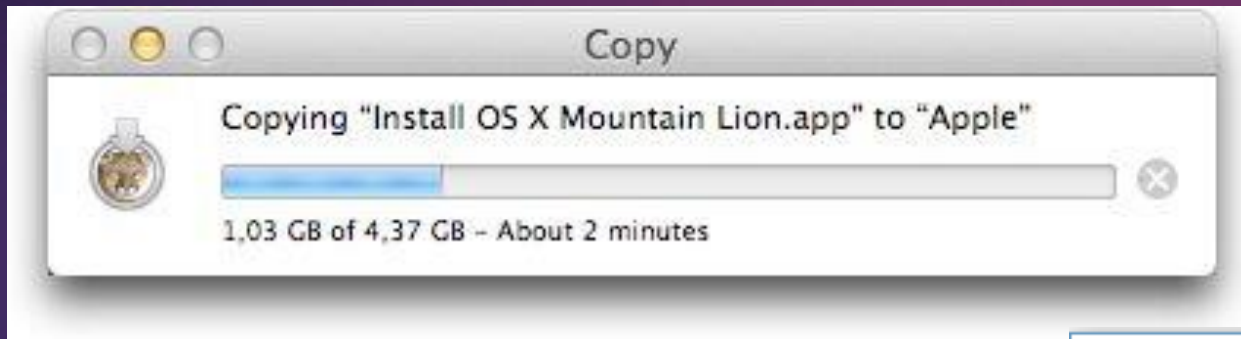 Copy
Copying “Install OS X Mountain Lion.app” to “Apple”
1,03 GB of 4,37 GB – About 2 minutes